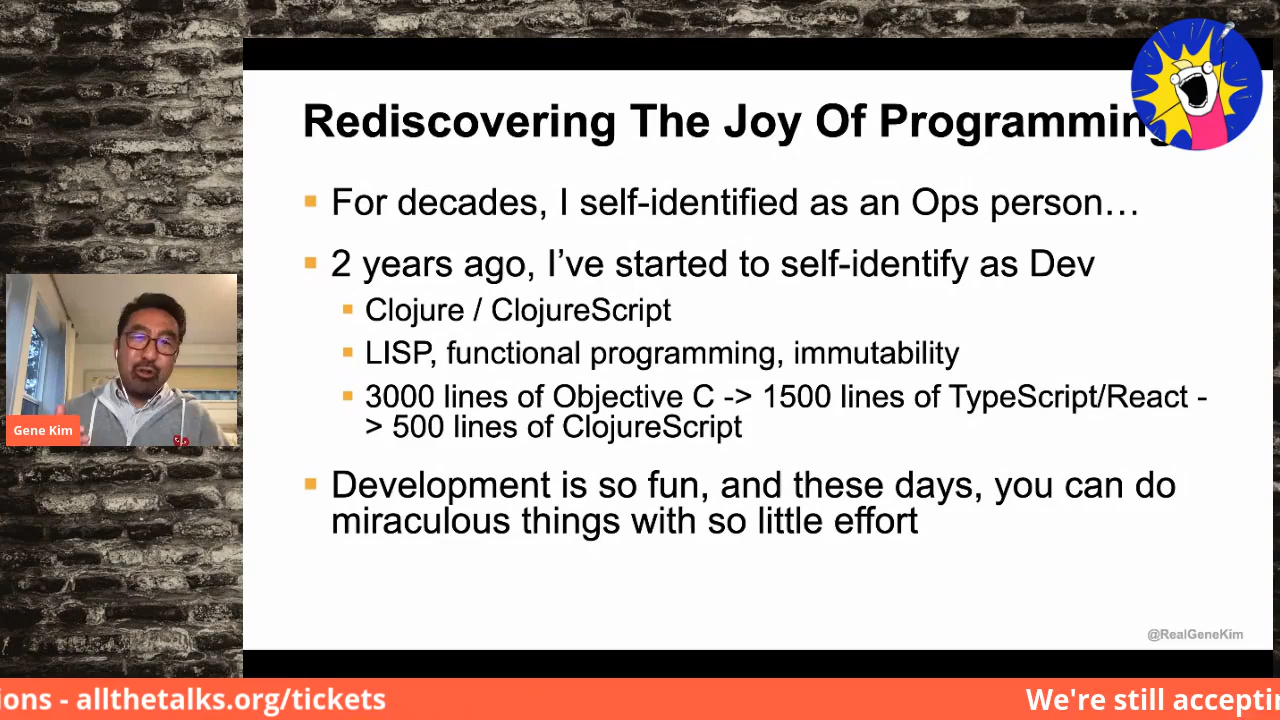 Rediscovering The Joy Of Programming
For decades, I self-identified as an Ops person…
2 years ago, I’ve started to self-identify as Dev
Clojure / ClojureScript
LISP, functional programming, immutability
3000 lines of Objective C -> 1500 lines of TypeScript/React -
> 500 lines of ClojureScript
Development is so fun, and these days, you can do
miraculous things with so little effort
Gene Kim
@RealGeneKim
ions - allthetalks.org/tickets
We're still accepti